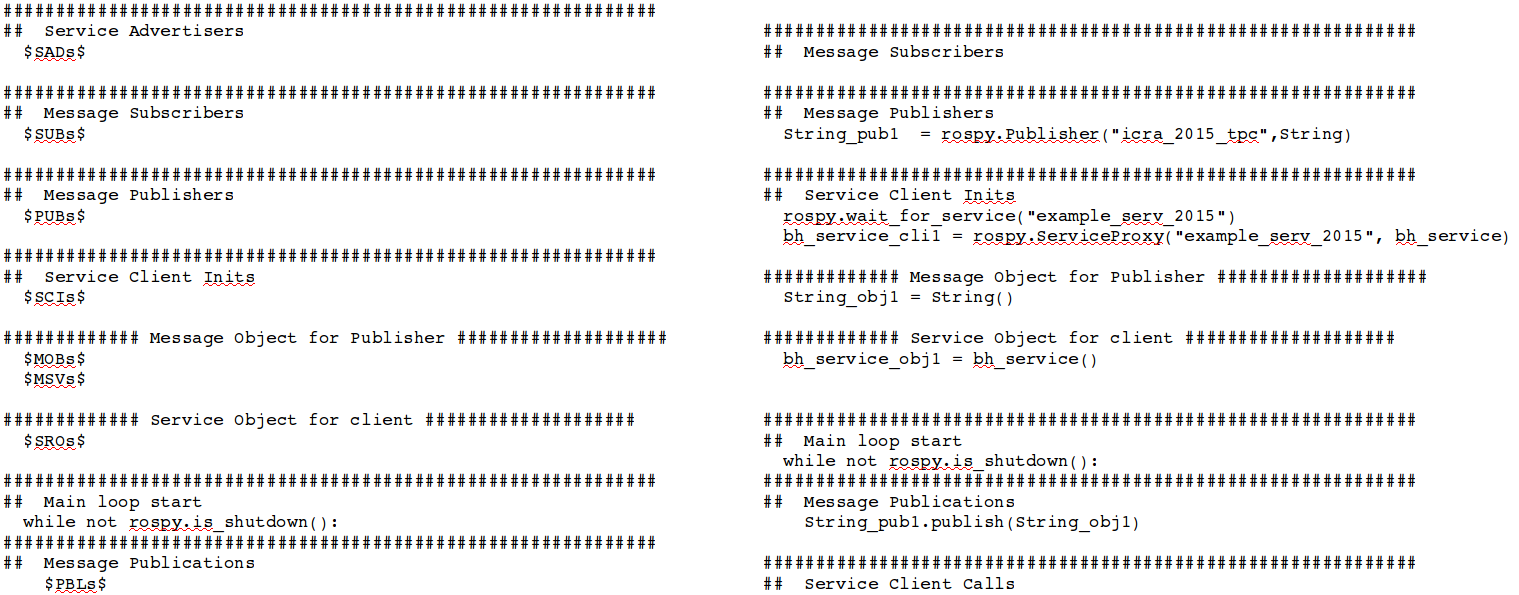 ##############################################################
##  Service Advertisers
  $SADs$
##############################################################
##  Message Subscribers
  $SUBs$
##############################################################
##  Message Publishers
  $PUBs$
##############################################################
##  Service Client Inits
  $SCIs$
############# Message Object for Publisher ####################
  $MOBs$
  $MSVs$
############# Service Object for client ####################
  $SROs$
##############################################################
##  Main loop start
  while not rospy.is_shutdown():
##############################################################
##  Message Publications
    $PBLs$
##############################################################
##  Message Subscribers
##############################################################
##  Message Publishers
  String_pub1  = rospy.Publisher("icra_2015_tpc",String)
##############################################################
##  Service Client Inits
  rospy.wait_for_service("example_serv_2015")
  bh_service_cli1 = rospy.ServiceProxy("example_serv_2015", bh_service)
############# Message Object for Publisher ####################
  String_obj1 = String()
############# Service Object for client ####################
  bh_service_obj1 = bh_service()
##############################################################
##  Main loop start
  while not rospy.is_shutdown():
##############################################################
##  Message Publications
    String_pub1.publish(String_obj1)
##############################################################
##  Service Client Calls